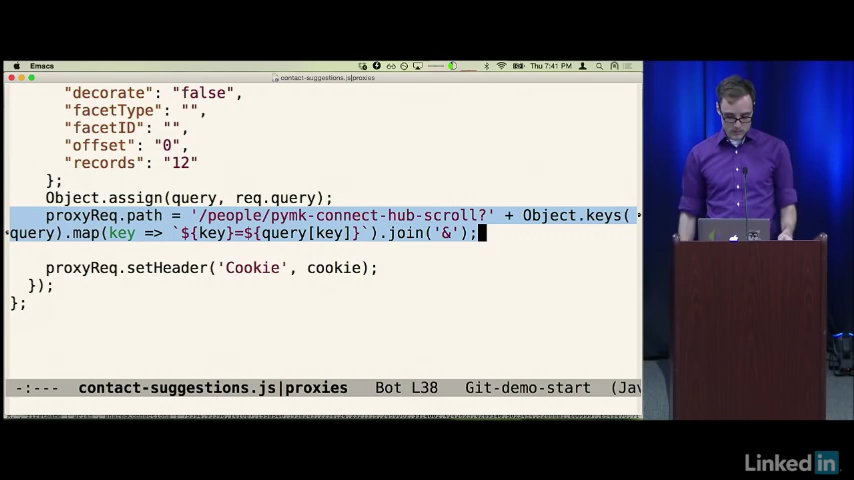 Emacs
Thu 7:41 PM
contact-suggestions.js|proxies
"decorate": "false",
"facetType": "",
"facetID": "",
"offset": "0",
"records": "12"
};
Object.assign(query, req.query);
proxyReq.path = '/people/pymk-connect-hub-scroll?' + Object.keys(
query).map(key => `${key}=${query[key]}`).join('&');
proxyReq.setHeader('Cookie', cookie);
});
};
-:--- contact-suggestions.js|proxies Bot L38 Git-demo-start (Jav
Linked in